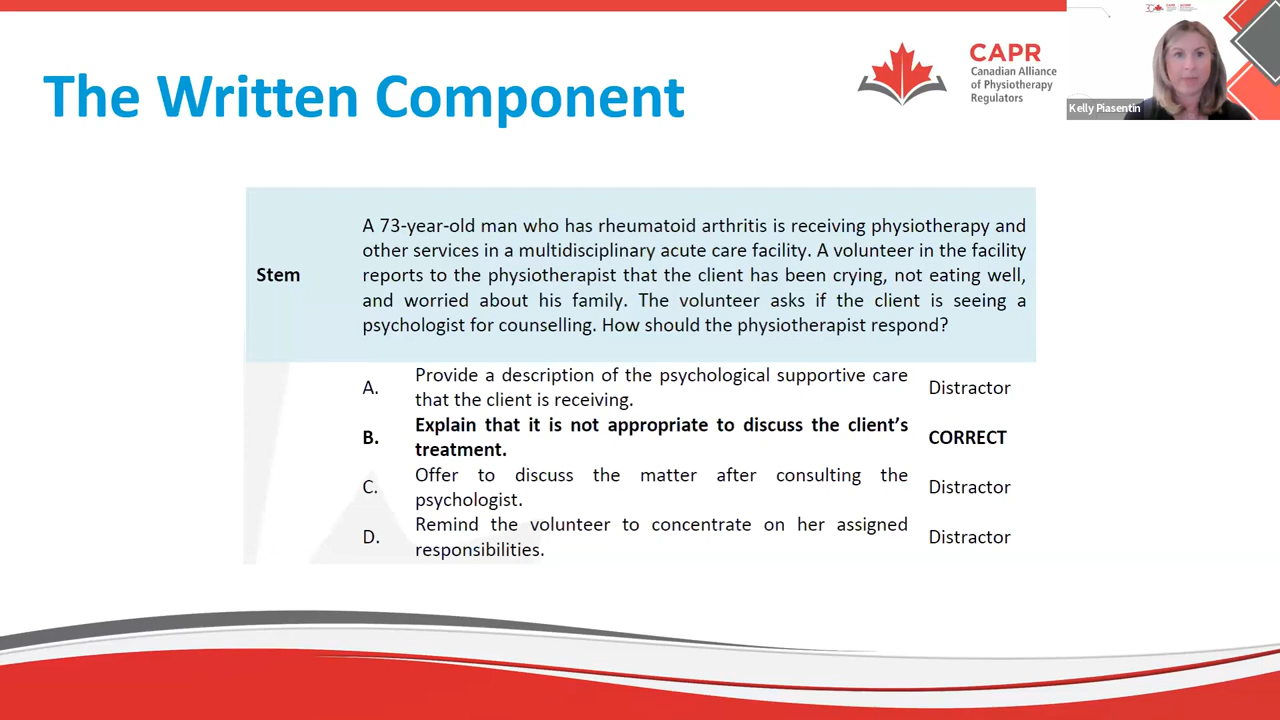 The Written Component
CAPR
Canadian Alliance
of Physiotherapy
Regulators
Kelly Piasentin
Stem
A 73-year-old man who has rheumatoid arthritis is receiving physiotherapy and
other services in a multidisciplinary acute care facility. A volunteer in the facility
reports to the physiotherapist that the client has been crying, not eating well,
and worried about his family. The volunteer asks if the client is seeing a
psychologist for counselling. How should the physiotherapist respond?
A. Provide a description of the psychological supportive care
that the client is receiving. Distractor
B. Explain that it is not appropriate to discuss the client's
treatment. CORRECT
C. Offer to discuss the matter after consulting the
psychologist. Distractor
D. Remind the volunteer to concentrate on her assigned
responsibilities. Distractor